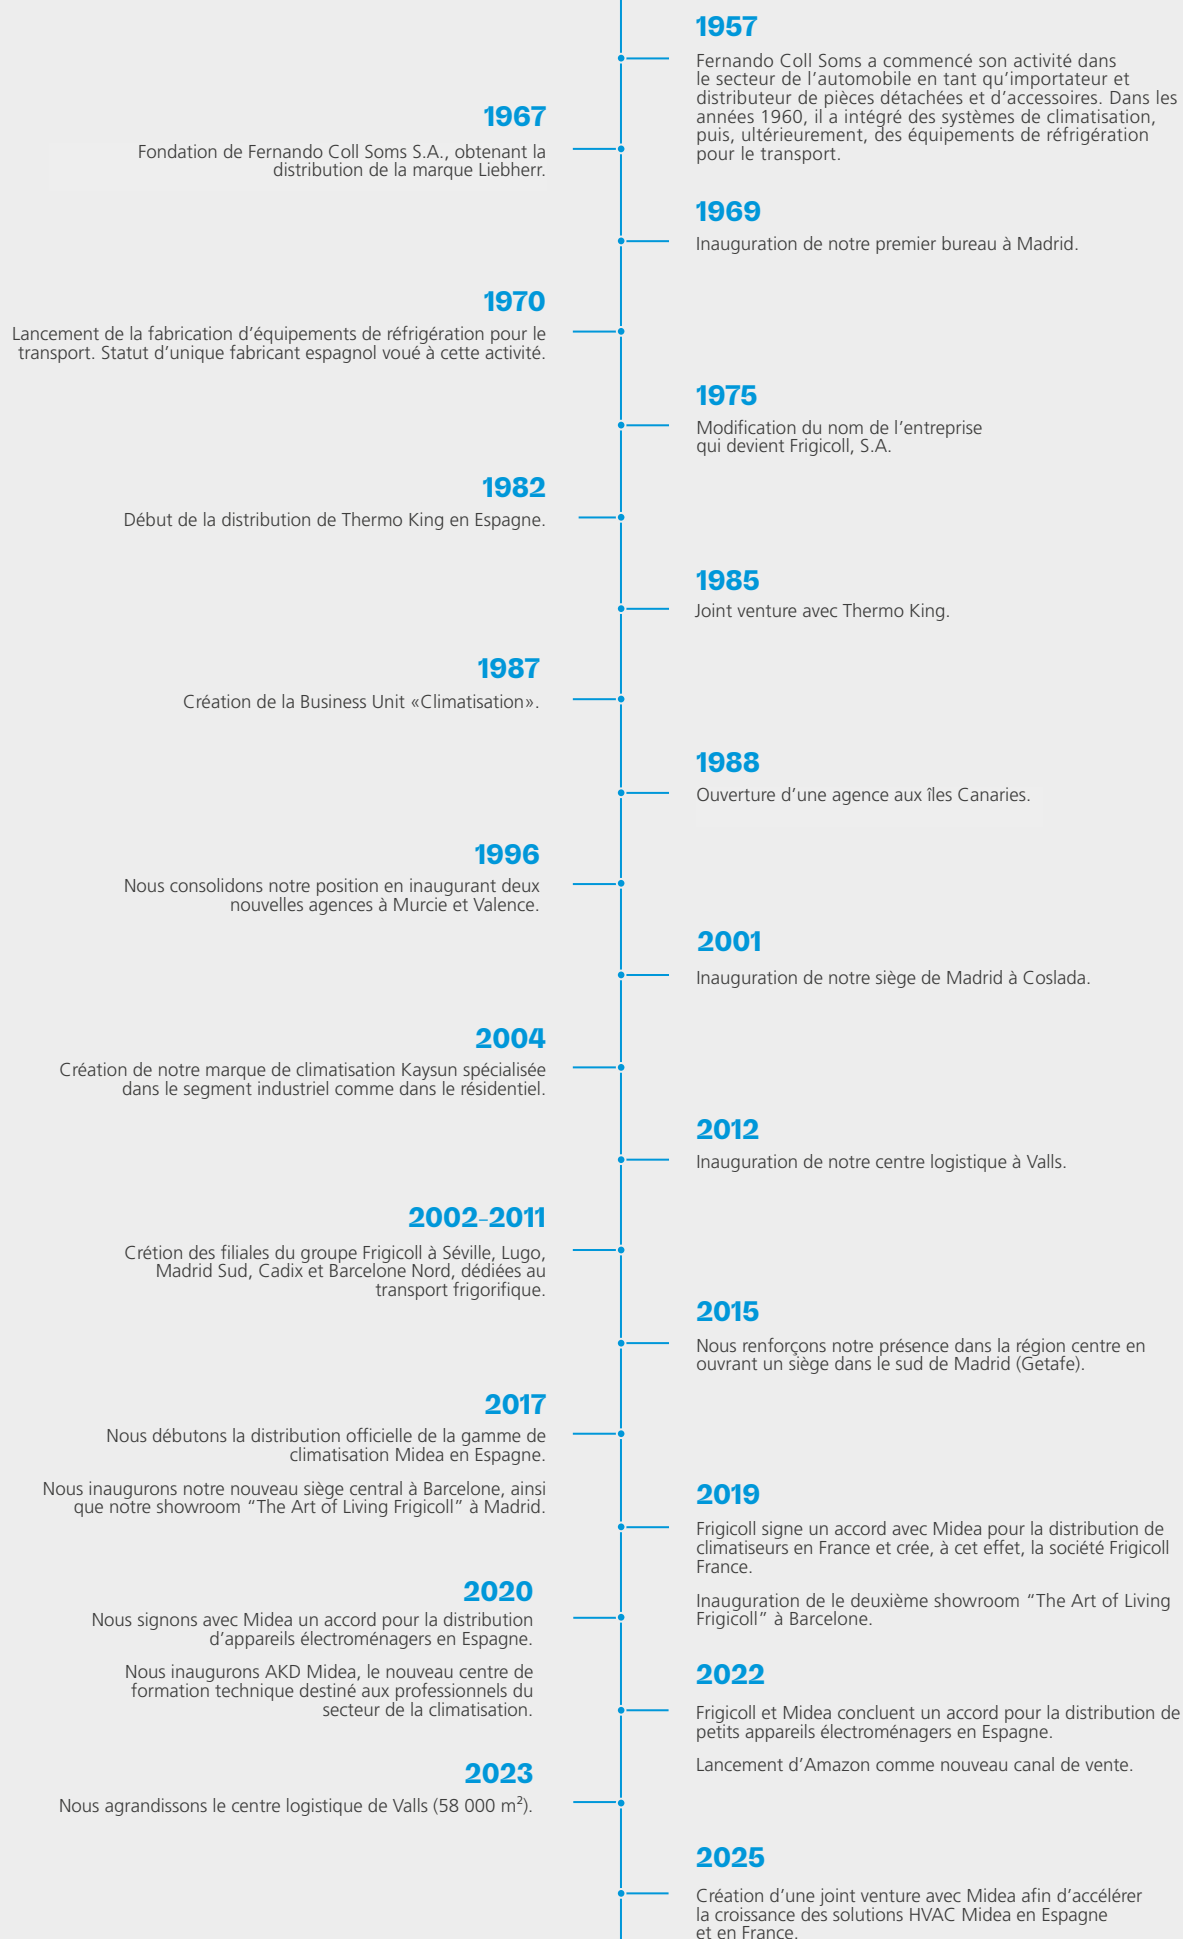 1957
Fernando Coll Soms a commencé son activité dans
le secteur de l’automobile en tant qu’importateur et
distributeur de pièces détachées et d’accessoires. Dans les
années 1960, il a intégré des systèmes de climatisation,
puis, ultérieurement, des équipements de réfrigération
pour le transport.
1967
Fondation de Fernando Coll Soms S.A., obtenant la
distribution de la marque Liebherr.
1969
Inauguration de notre premier bureau à Madrid.
1970
Lancement de la fabrication d’équipements de réfrigération pour le
transport. Statut d’unique fabricant espagnol voué à cette activité.
1975
Modification du nom de l’entreprise
qui devient Frigicoll, S.A.
1982
Début de la distribution de Thermo King en Espagne.
1985
Joint venture avec Thermo King.
1987
Création de la Business Unit «Climatisation».
1988
Ouverture d’une agence aux îles Canaries.
1996
Nous consolidons notre position en inaugurant deux
nouvelles agences à Murcie et Valence.
2001
Inauguration de notre siège de Madrid à Coslada.
2004
Création de notre marque de climatisation Kaysun spécialisée
dans le segment industriel comme dans le résidentiel.
2012
Inauguration de notre centre logistique à Valls.
2002-2011
Crétion des filiales du groupe Frigicoll à Séville, Lugo,
Madrid Sud, Cadix et Barcelone Nord, dédiées au
transport frigorifique.
2015
Nous renforçons notre présence dans la région centre en
ouvrant un siège dans le sud de Madrid (Getafe).
2017
Nous débutons la distribution officielle de la gamme de
climatisation Midea en Espagne.
Nous inaugurons notre nouveau siège central à Barcelone, ainsi
que notre showroom “The Art of Living Frigicoll” à Madrid.
2019
Frigicoll signe un accord avec Midea pour la distribution de
climatiseurs en France et crée, à cet effet, la société Frigicoll
France.
Inauguration de le deuxième showroom “The Art of Living
Frigicoll” à Barcelone.
2020
Nous signons avec Midea un accord pour la distribution
d’appareils électroménagers en Espagne.
Nous inaugurons AKD Midea, le nouveau centre de
formation technique destiné aux professionnels du
secteur de la climatisation.
2022
Frigicoll et Midea concluent un accord pour la distribution de
petits appareils électroménagers en Espagne.
Lancement d’Amazon comme nouveau canal de vente.
2023
Nous agrandissons le centre logistique de Valls (58 000 m²).
2025
Création d’une joint venture avec Midea afin d’accélérer
la croissance des solutions HVAC Midea en Espagne
et en France.